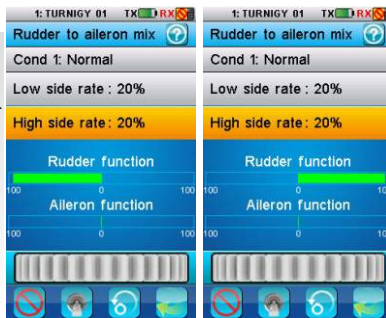 1: TURNIGY 01 TX RX
Rudder to aileron mix ?
Cond 1: Normal
Low side rate : 20%
High side rate : 20%
Rudder function
100 0 100
Aileron function
100 0 100
1: TURNIGY 01 TX RX
Rudder to aileron mix ?
Cond 1: Normal
Low side rate : 20%
High side rate : 20%
Rudder function
100 0 10
Aileron function
100 0 10